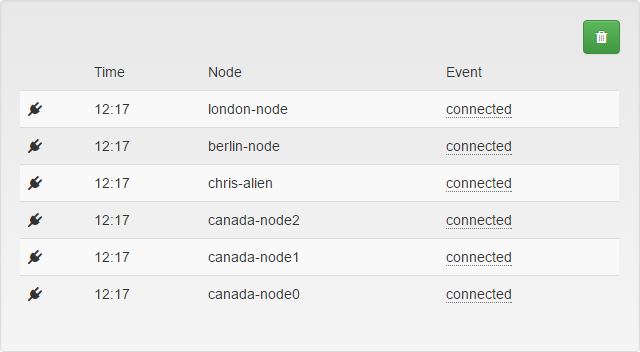 Time Node Event
12:17 london-node connected
12:17 berlin-node connected
12:17 chris-alien connected
12:17 canada-node2 connected
12:17 canada-node1 connected
12:17 canada-node0 connected